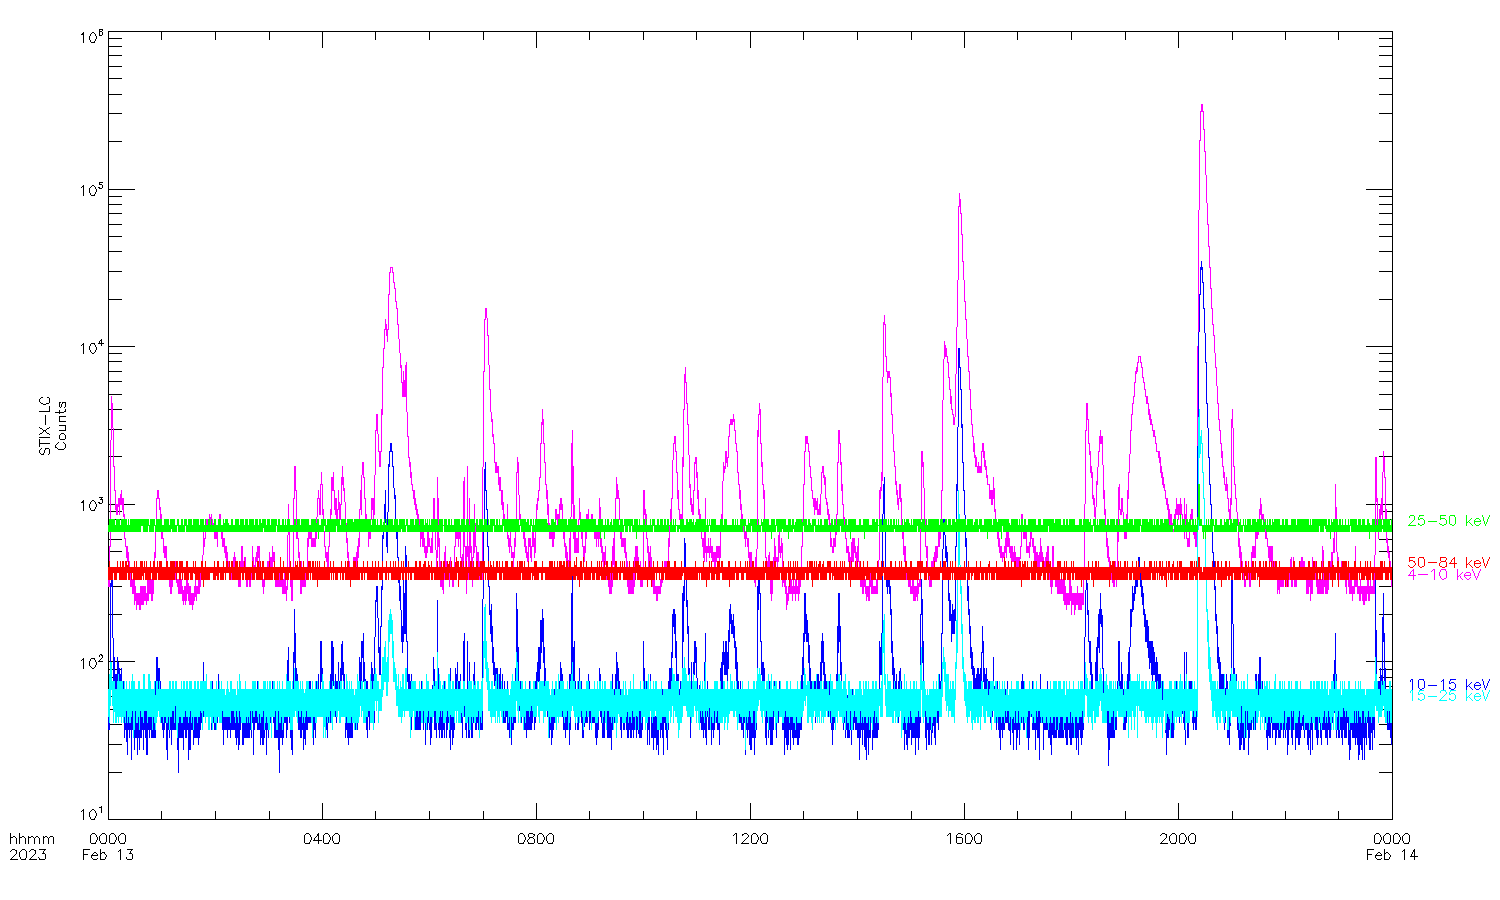 10⁶
10⁵
10⁴
10³
10²
10¹
STIX-LC
Counts
25-50 keV
50-84 keV
4-10 keV
10-15 keV
15-25 keV
hhmm 0000 0400 0800 1200 1600 2000 0000
2023 Feb 13 Feb 14